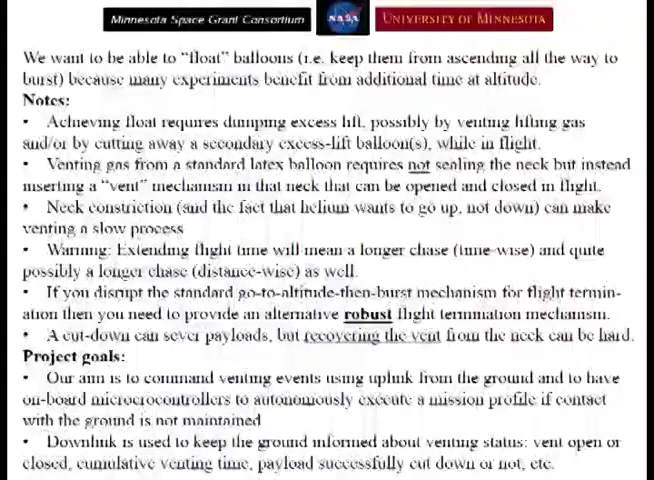 Minnesota Space Grant Consortium NASA UNIVERSITY OF MINNESOTA
We want to be able to “float” balloons (i.e. keep them from ascending all the way to
burst) because many experiments benefit from additional time at altitude.
Notes:
• Achieving float requires dumping excess lift, possibly by venting lifting gas
and/or by cutting away a secondary excess-lift balloon(s), while in flight.
• Venting gas from a standard latex balloon requires not sealing the neck but instead
inserting a “vent” mechanism in that neck that can be opened and closed in flight.
• Neck constriction (and the fact that helium wants to go up, not down) can make
venting a slow process
• Warning: Extending flight time will mean a longer chase (time-wise) and quite
possibly a longer chase (distance-wise) as well.
• If you disrupt the standard go-to-altitude-then-burst mechanism for flight termin-
ation then you need to provide an alternative robust flight termination mechanism.
• A cut-down can sever payloads, but recovering the vent from the neck can be hard.
Project goals:
• Our aim is to command venting events using uplink from the ground and to have
on-board microcrocontrollers to autonomously execute a mission profile if contact
with the ground is not maintained
• Downlink is used to keep the ground informed about venting status: vent open or
closed, cumulative venting time, payload successfully cut down or not, etc.